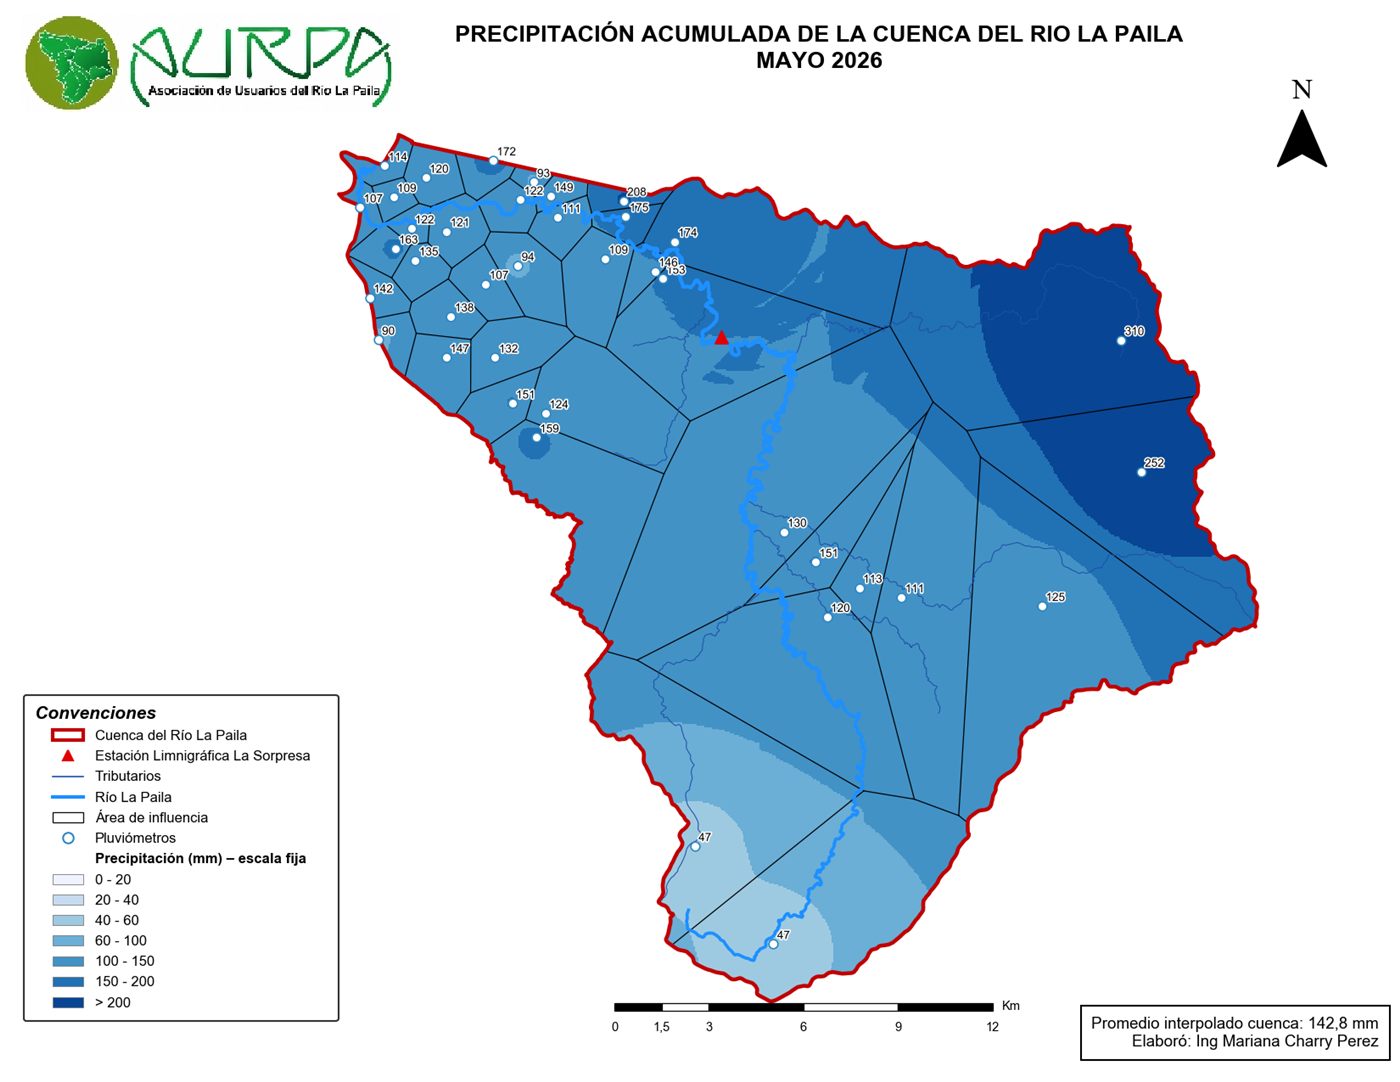 PRECIPITACIÓN ACUMULADA DE LA CUENCA DEL RIO LA PAILA
MAYO 2026
AURPA
Asociación de Usuarios del Río La Paila
N
114
172
120
93
109
122
149
208
107
111
175
122
121
163
174
135
109
94
146
153
107
142
138
310
90
147
132
151
124
159
252
130
151
113
111
120
125
47
47
Convenciones
Cuenca del Río La Paila
Estación Limnigráfica La Sorpresa
Tributarios
Río La Paila
Área de influencia
Pluviómetros
Precipitación (mm) – escala fija
0 - 20
20 - 40
40 - 60
60 - 100
100 - 150
150 - 200
> 200
Km
0 1,5 3 6 9 12
Promedio interpolado cuenca: 142,8 mm
Elaboró: Ing Mariana Charry Perez